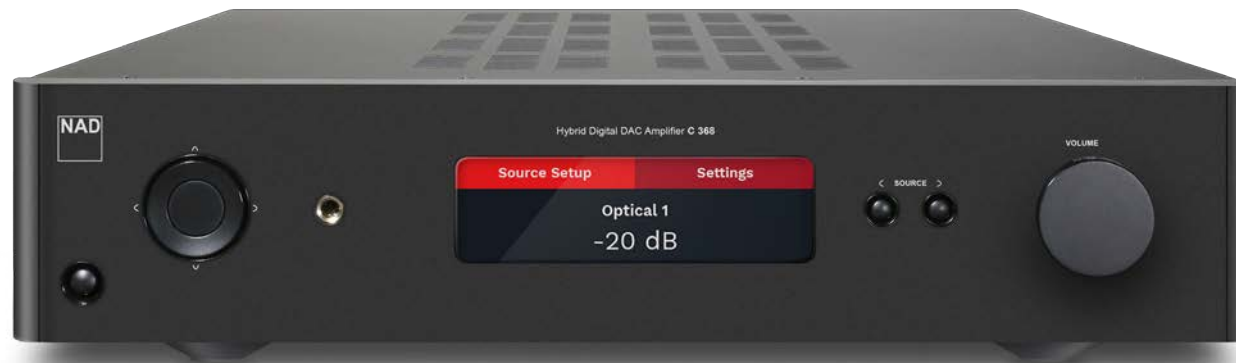 NAD
Hybrid Digital DAC Amplifier C 368
VOLUME
Source Setup Settings
< SOURCE >
Optical 1
-20 dB